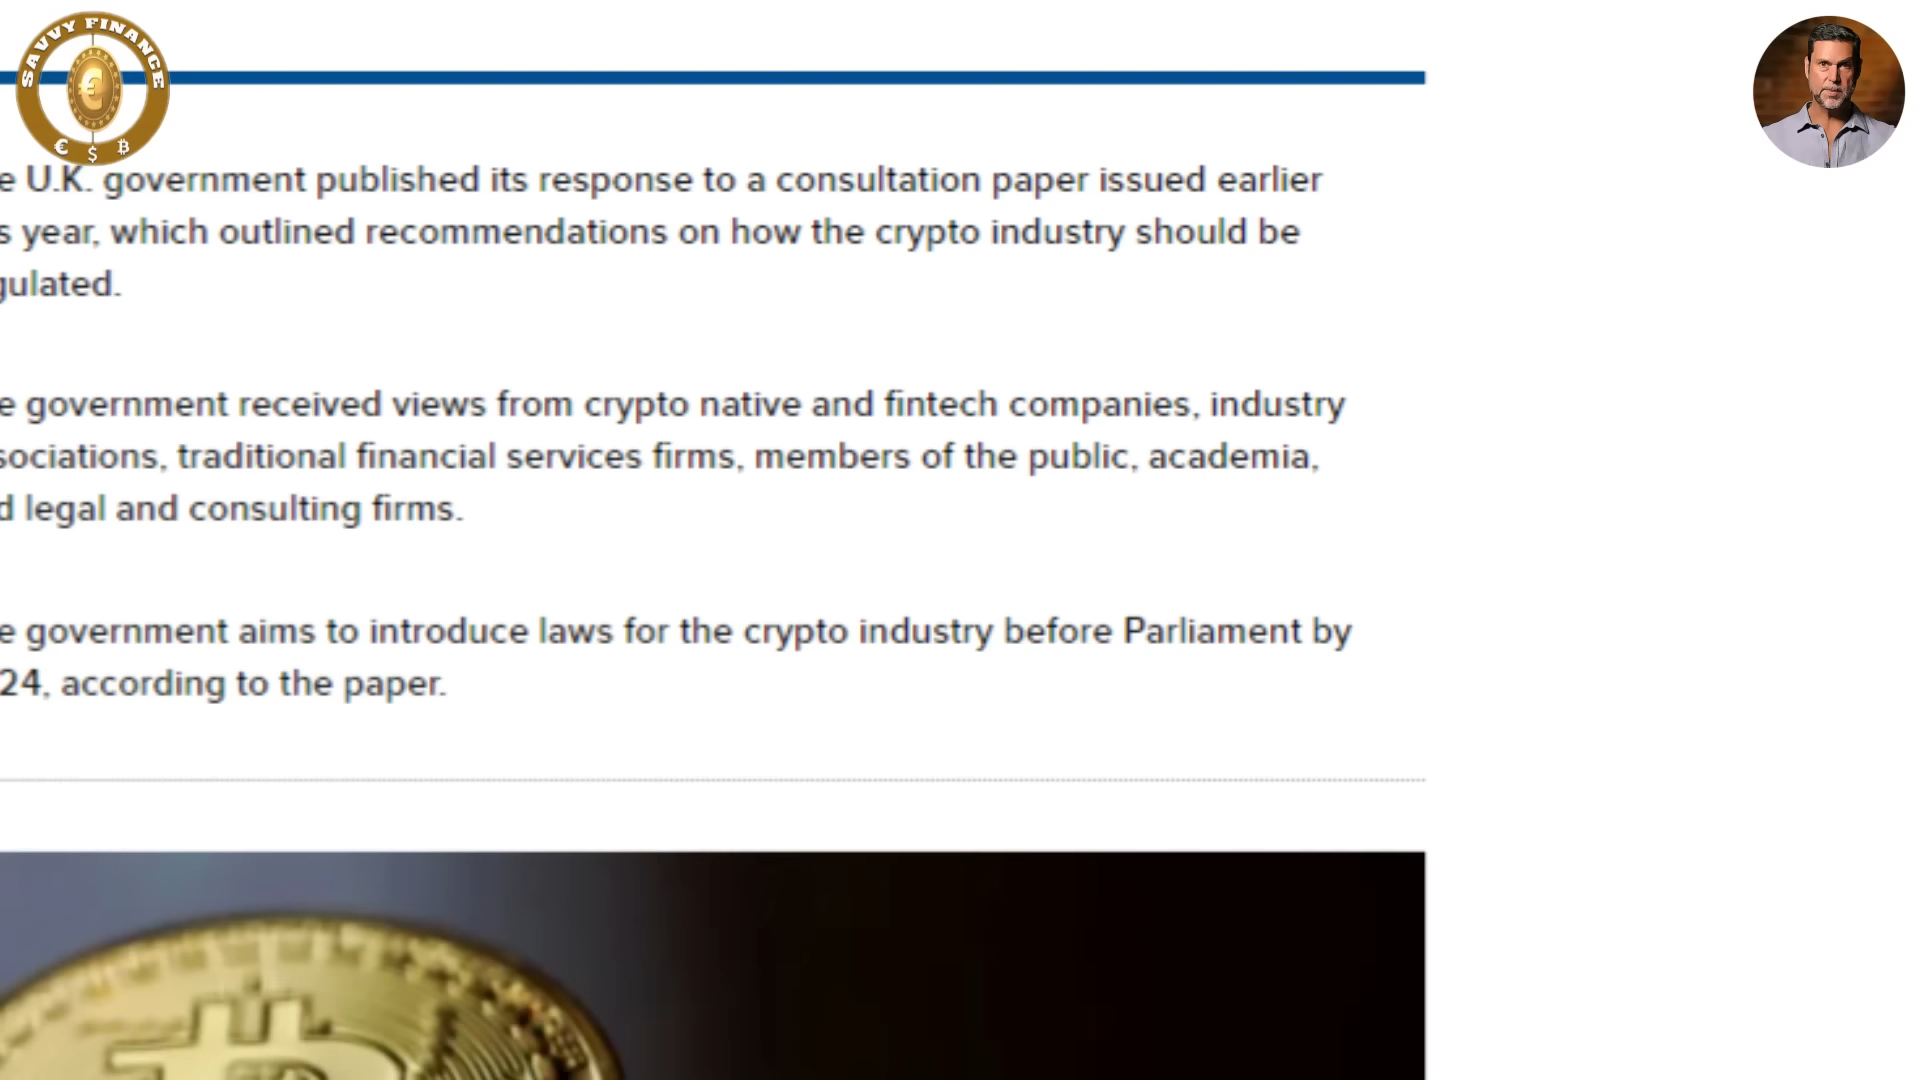 SAVVY FINANCE
€ $ ₿
e U.K. government published its response to a consultation paper issued earlier
s year, which outlined recommendations on how the crypto industry should be
gulated.
e government received views from crypto native and fintech companies, industry
sociations, traditional financial services firms, members of the public, academia,
d legal and consulting firms.
e government aims to introduce laws for the crypto industry before Parliament by
24, according to the paper.